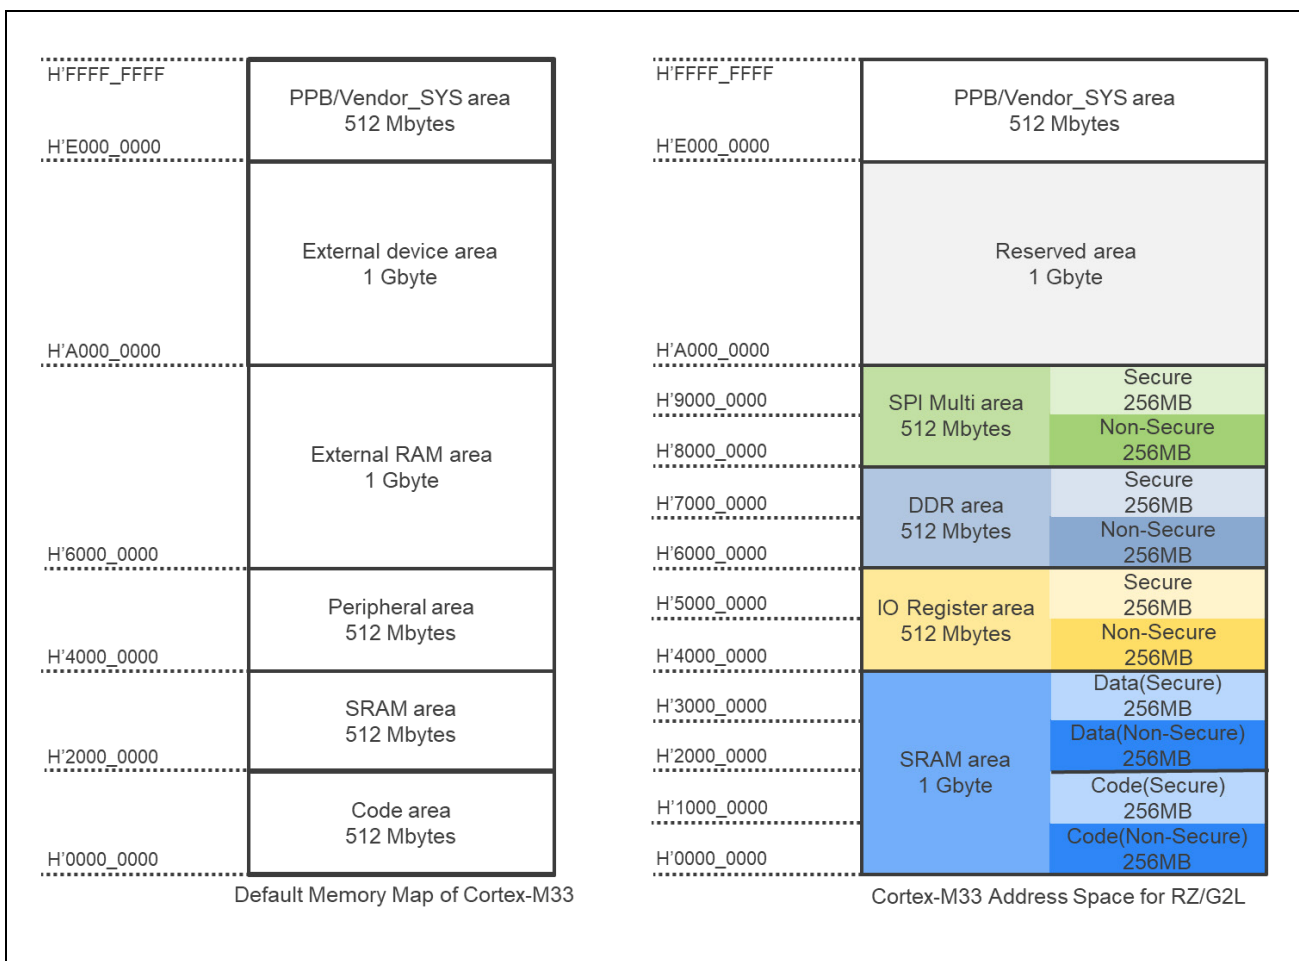 H'FFFF_FFFF
PPB/Vendor_SYS area
512 Mbytes
H'E000_0000
External device area
1 Gbyte
H'A000_0000
External RAM area
1 Gbyte
H'6000_0000
Peripheral area
512 Mbytes
H'4000_0000
SRAM area
512 Mbytes
H'2000_0000
Code area
512 Mbytes
H'0000_0000
Default Memory Map of Cortex-M33
H'FFFF_FFFF
PPB/Vendor_SYS area
512 Mbytes
H'E000_0000
Reserved area
1 Gbyte
H'A000_0000
SPI Multi area
512 Mbytes
Secure
256MB
H'9000_0000
Non-Secure
256MB
H'8000_0000
DDR area
512 Mbytes
Secure
256MB
H'7000_0000
Non-Secure
256MB
H'6000_0000
IO Register area
512 Mbytes
Secure
256MB
H'5000_0000
Non-Secure
256MB
H'4000_0000
SRAM area
1 Gbyte
Data(Secure)
256MB
H'3000_0000
Data(Non-Secure)
256MB
H'2000_0000
Code(Secure)
256MB
H'1000_0000
Code(Non-Secure)
256MB
H'0000_0000
Cortex-M33 Address Space for RZ/G2L